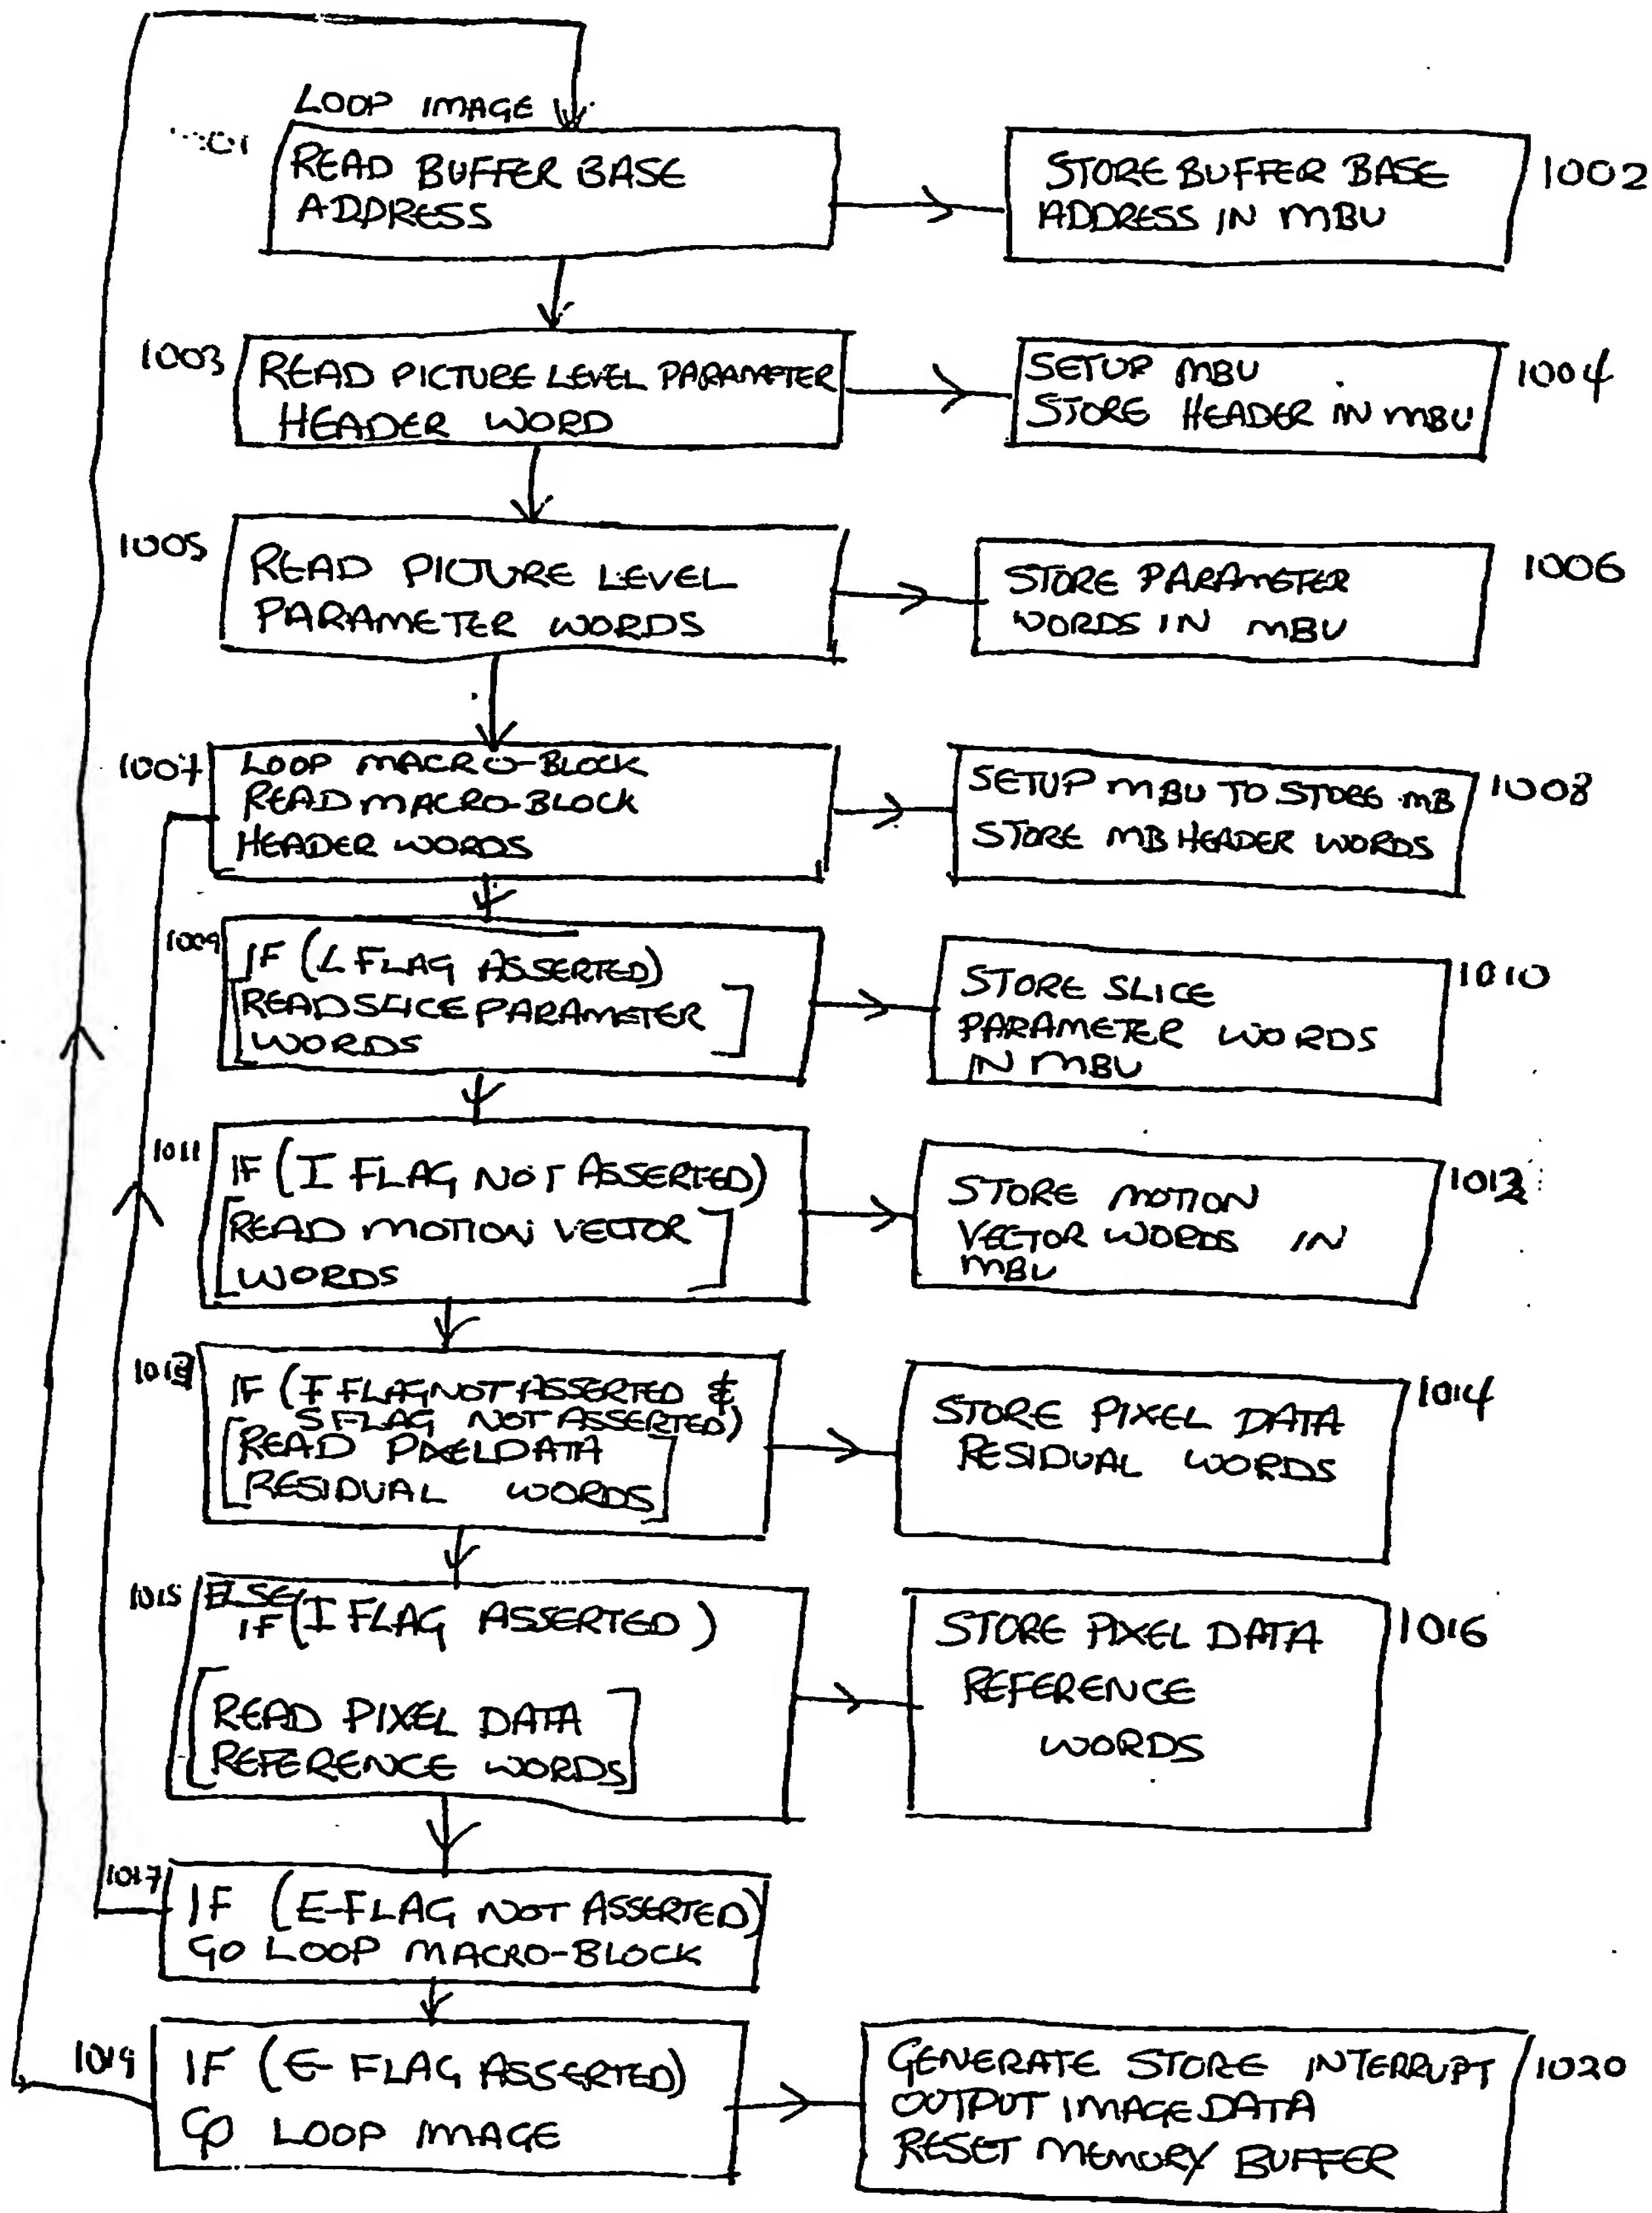 LOOP IMAGE
READ BUFFER BASE
ADDRESS
STORE BUFFER BASE
ADDRESS IN MBU
1002
1003
READ PICTURE LEVEL PARAMETER
HEADER WORD
SETUP MBU
STORE HEADER IN MBU
1004
1005
READ PICTURE LEVEL
PARAMETER WORDS
STORE PARAMETER
WORDS IN MBU
1006
1007
LOOP MACRO-BLOCK
READ MACRO-BLOCK
HEADER WORDS
SETUP MBU TO STORE MB
STORE MB HEADER WORDS
1008
1009
IF (L FLAG ASSERTED)
[READ SLICE PARAMETER
WORDS]
STORE SLICE
PARAMETER WORDS
IN MBU
1010
1011
IF (I FLAG NOT ASSERTED)
[READ MOTION VECTOR
WORDS]
STORE MOTION
VECTOR WORDS IN
MBU
1012
1013
IF (I FLAG NOT ASSERTED &
S FLAG NOT ASSERTED)
[READ PIXEL DATA
RESIDUAL WORDS]
STORE PIXEL DATA
RESIDUAL WORDS
1014
1015
ELSE
IF (I FLAG ASSERTED)
[READ PIXEL DATA
REFERENCE WORDS]
STORE PIXEL DATA
REFERENCE
WORDS
1016
1017
IF (E-FLAG NOT ASSERTED)
GO LOOP MACRO-BLOCK
1019
IF (E- FLAG ASSERTED)
GO LOOP IMAGE
GENERATE STORE INTERRUPT
OUTPUT IMAGE DATA
RESET MEMORY BUFFER
1020